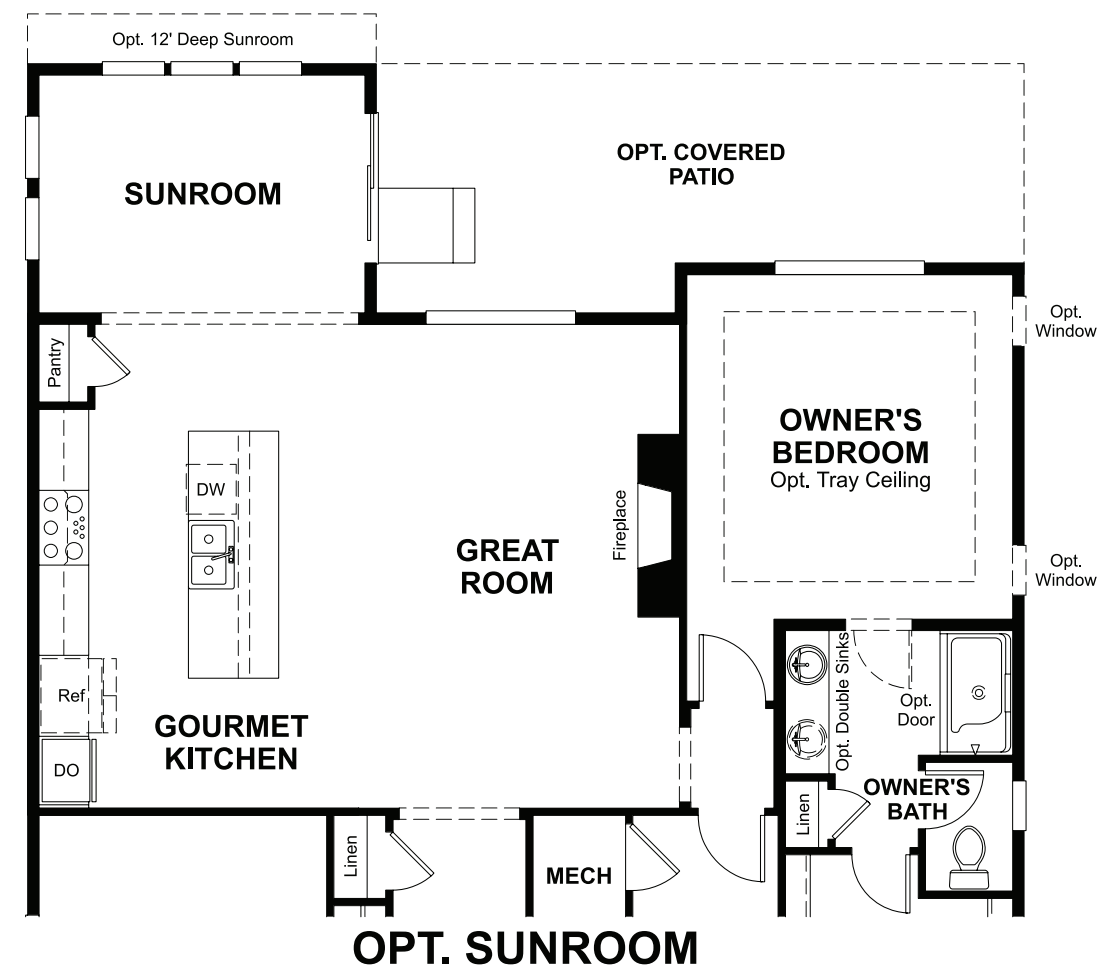 Opt. 12' Deep Sunroom
OPT. COVERED
PATIO
SUNROOM
Opt.
Window
Pantry
OWNER'S
BEDROOM
Opt. Tray Ceiling
DW
Fireplace
GREAT
ROOM
Opt.
Window
Ref
Opt. Double Sinks
Opt.
Door
GOURMET
KITCHEN
DO
OWNER'S
BATH
Linen
Linen
MECH
OPT. SUNROOM